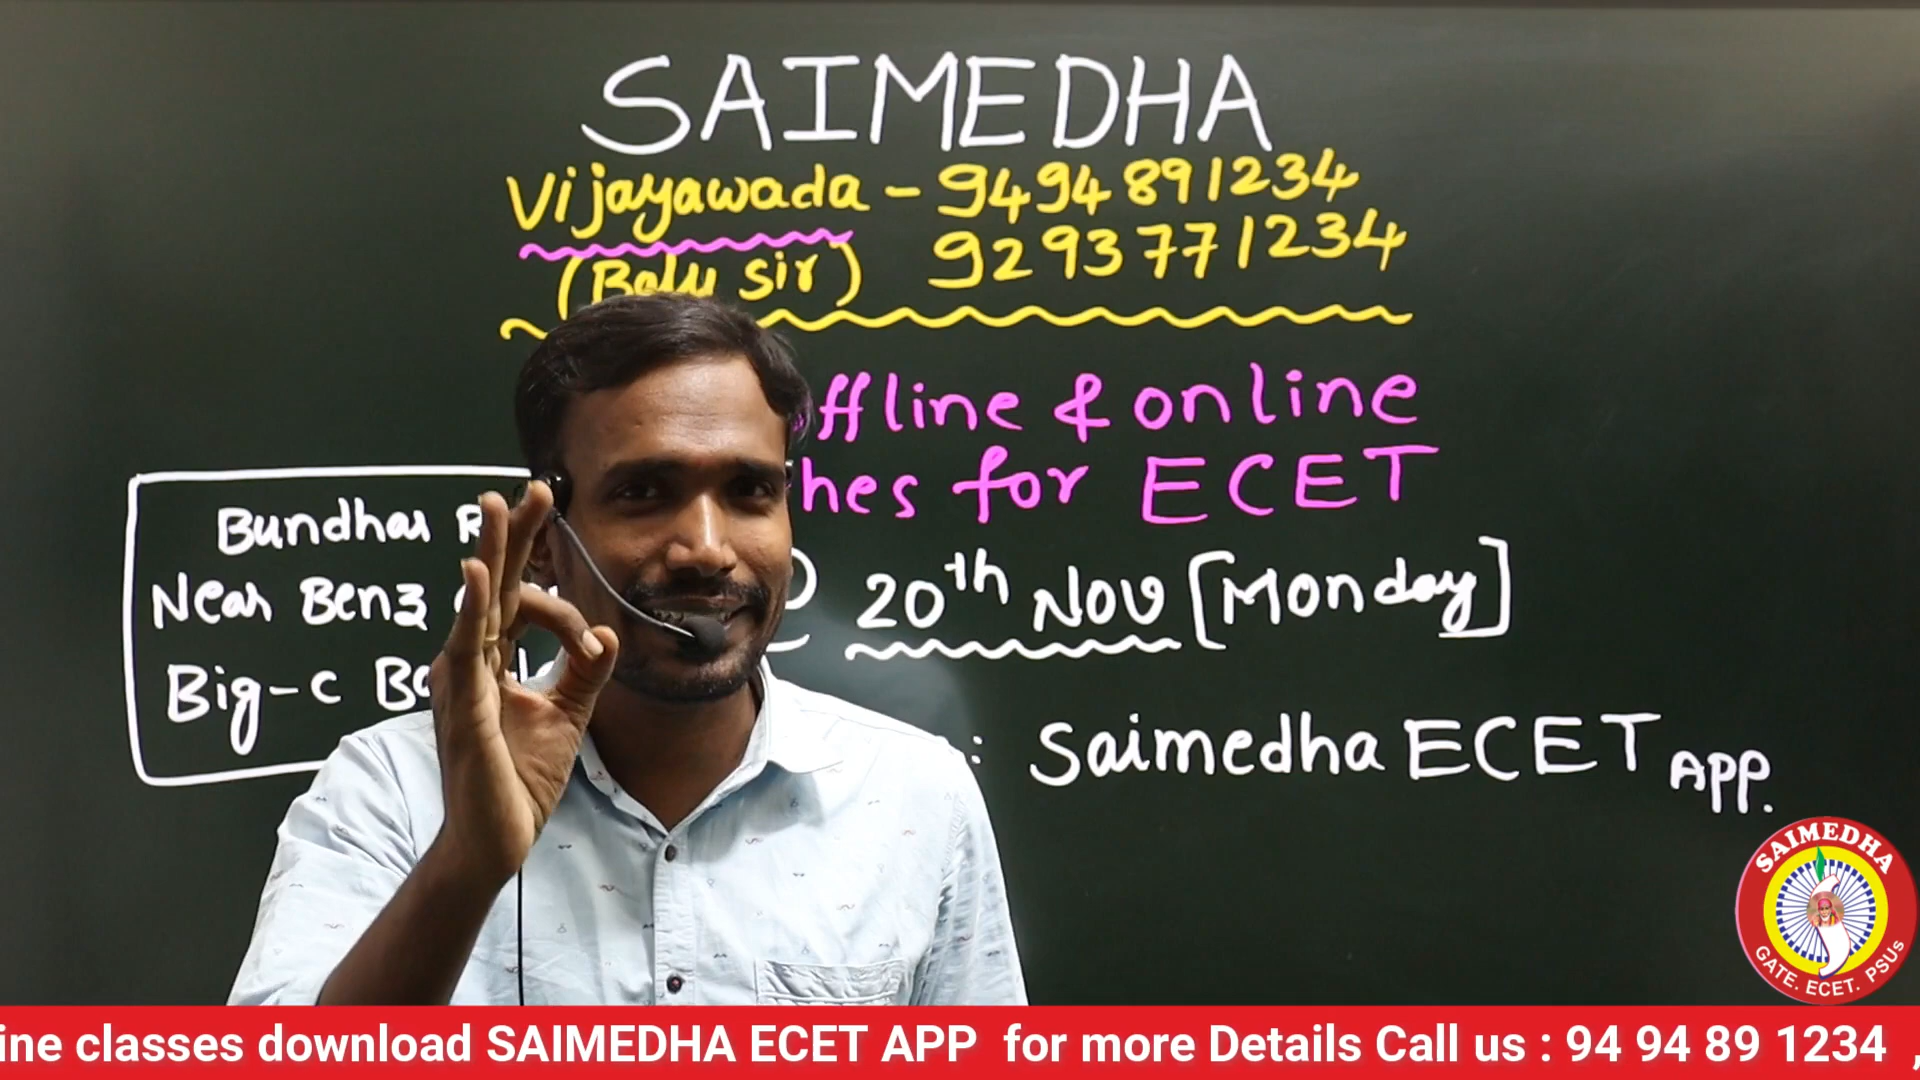 SAIMEDHA
Vijayawada - 9494891234
(Balu Sir) 9293771234
ffline & online
hes for ECET
20th Nov [Monday]
: Saimedha ECET APP.
Bundhar R
Near Benz
Big-C
SAIMEDHA
GATE. ECET. PSUs
ine classes download SAIMEDHA ECET APP for more Details Call us : 94 94 89 1234 ,